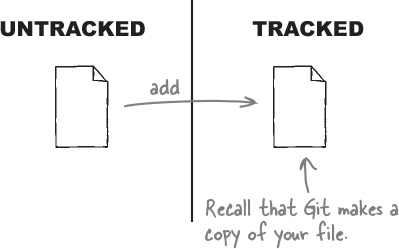 UNTRACKED
TRACKED
add
Recall that Git makes a
copy of your file.